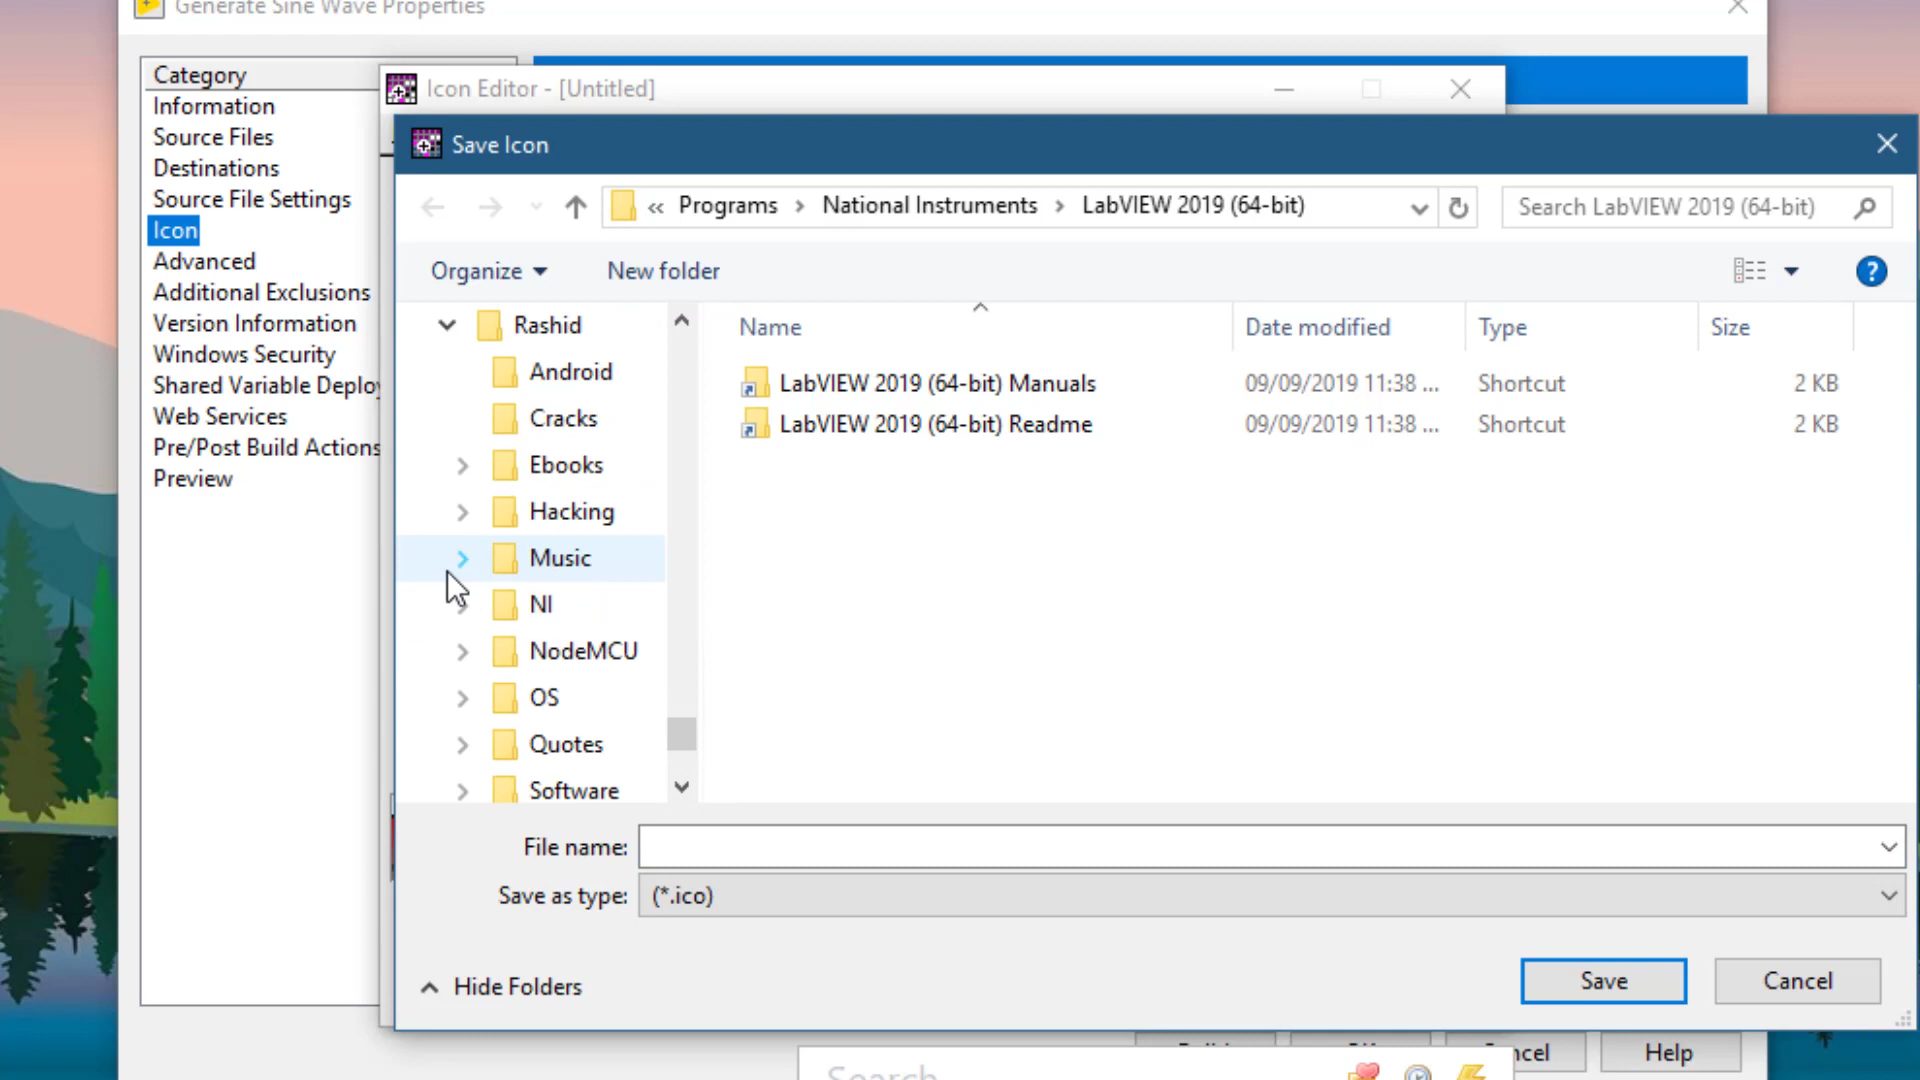 Generate Sine Wave Properties
Category
Information
Source Files
Destinations
Source File Settings
Icon
Advanced
Additional Exclusions
Version Information
Windows Security
Shared Variable Deploy
Web Services
Pre/Post Build Actions
Preview
Icon Editor - [Untitled]
Save Icon
« Programs > National Instruments > LabVIEW 2019 (64-bit)
Search LabVIEW 2019 (64-bit)
Organize
New folder
?
Rashid
Android
Cracks
Ebooks
Hacking
Music
NI
NodeMCU
OS
Quotes
Software
Name Date modified Type Size
LabVIEW 2019 (64-bit) Manuals 09/09/2019 11:38 ... Shortcut 2 KB
LabVIEW 2019 (64-bit) Readme 09/09/2019 11:38 ... Shortcut 2 KB
File name:
Save as type: (*.ico)
Hide Folders
Save
Cancel
ncel
Help
Search